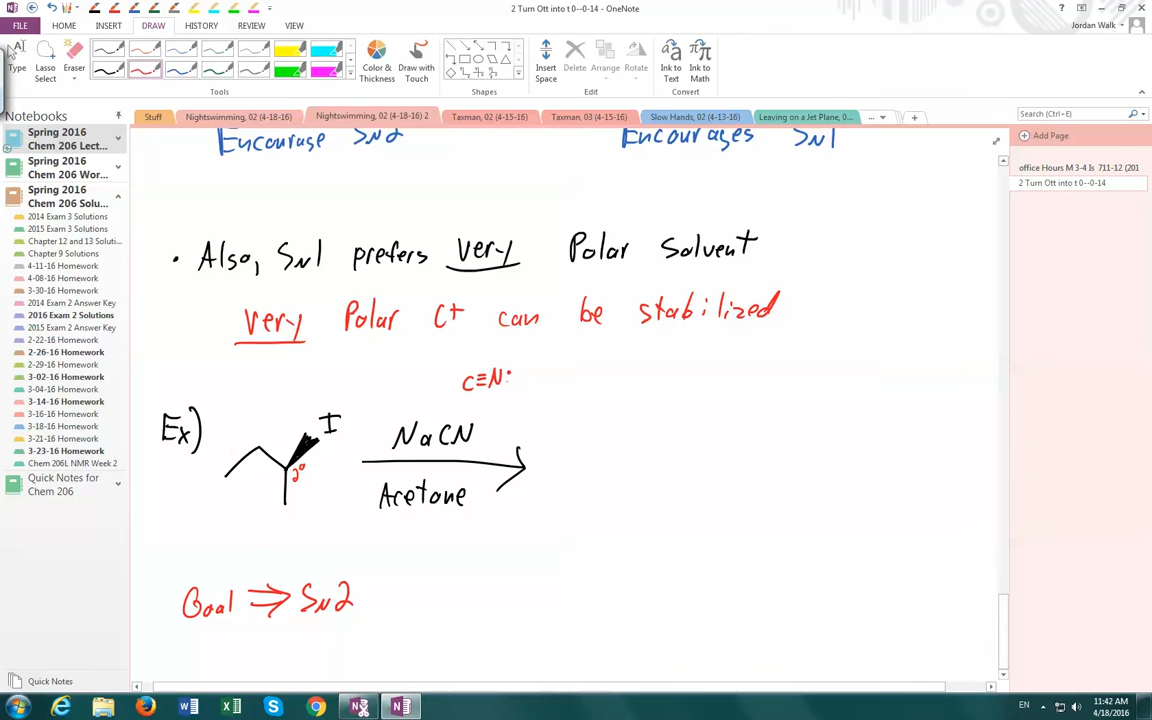 2 Turn Ott into t 0--0-14 - OneNote
Jordan Walk
FILE HOME INSERT DRAW HISTORY REVIEW VIEW
Type
Lasso Select
Eraser
Color & Thicknesses
Draw with Touch
Insert Space
Delete
Arrange
Rotate
Ink to Text
Ink to Math
Tools
Shapes
Edit
Convert
Notebooks
Stuff
Nightswimming, 02 (4-18-16)
Nightswimming, 02 (4-18-16) 2
Taxman, 02 (4-15-16)
Taxman, 03 (4-15-16)
Slow Hands, 02 (4-13-16)
Leaving on a Jet Plane, 0...
Search (Ctrl+E)
Add Page
office Hours M 3-4 Is 711-12 (201
2 Turn Ott into t 0--0-14
Spring 2016
Chem 206 Lect...
Spring 2016
Chem 206 Wor...
Spring 2016
Chem 206 Solu...
2014 Exam 3 Solutions
2015 Exam 3 Solutions
Chapter 12 and 13 Soluti...
Chapter 9 Solutions
4-11-16 Homework
4-08-16 Homework
3-30-16 Homework
2014 Exam 2 Answer Key
2016 Exam 2 Solutions
2015 Exam 2 Answer Key
2-22-16 Homework
2-26-16 Homework
2-29-16 Homework
3-02-16 Homework
3-04-16 Homework
3-14-16 Homework
3-16-16 Homework
3-18-16 Homework
3-21-16 Homework
3-23-16 Homework
Chem 206L NMR Week 2
Quick Notes for
Chem 206
Quick Notes
Encourage SN2
Encourages SN1
• Also, SN1 prefers very Polar Solvent
very Polar C+ can be stabilized
C≡N:
Ex)
I
2°
NaCN
Acetone
Goal ⇒ SN2
EN
11:42 AM
4/18/2016